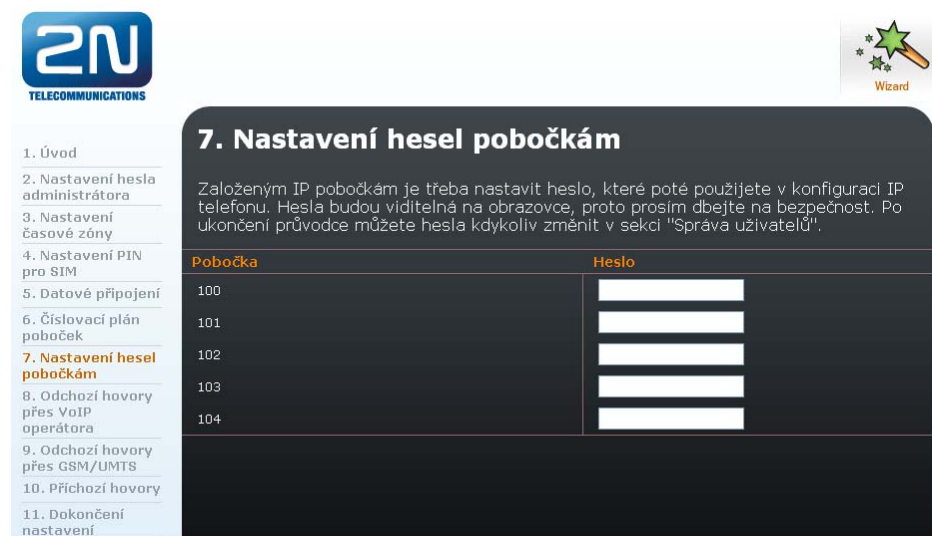 2N
TELECOMMUNICATIONS
Wizard
1. Úvod
2. Nastavení hesla
administrátora
3. Nastavení
časové zóny
4. Nastavení PIN
pro SIM
5. Datové připojení
6. Číslovací plán
poboček
7. Nastavení hesel
pobočkám
8. Odchozí hovory
přes VoIP
operátora
9. Odchozí hovory
přes GSM/UMTS
10. Příchozí hovory
11. Dokončení
nastavení
7. Nastavení hesel pobočkám
Založeným IP pobočkám je třeba nastavit heslo, které poté použijete v konfiguraci IP
telefonu. Hesla budou viditelná na obrazovce, proto prosím dbejte na bezpečnost. Po
ukončení průvodce můžete hesla kdykoliv změnit v sekci "Správa uživatelů".
Pobočka Heslo
100
101
102
103
104